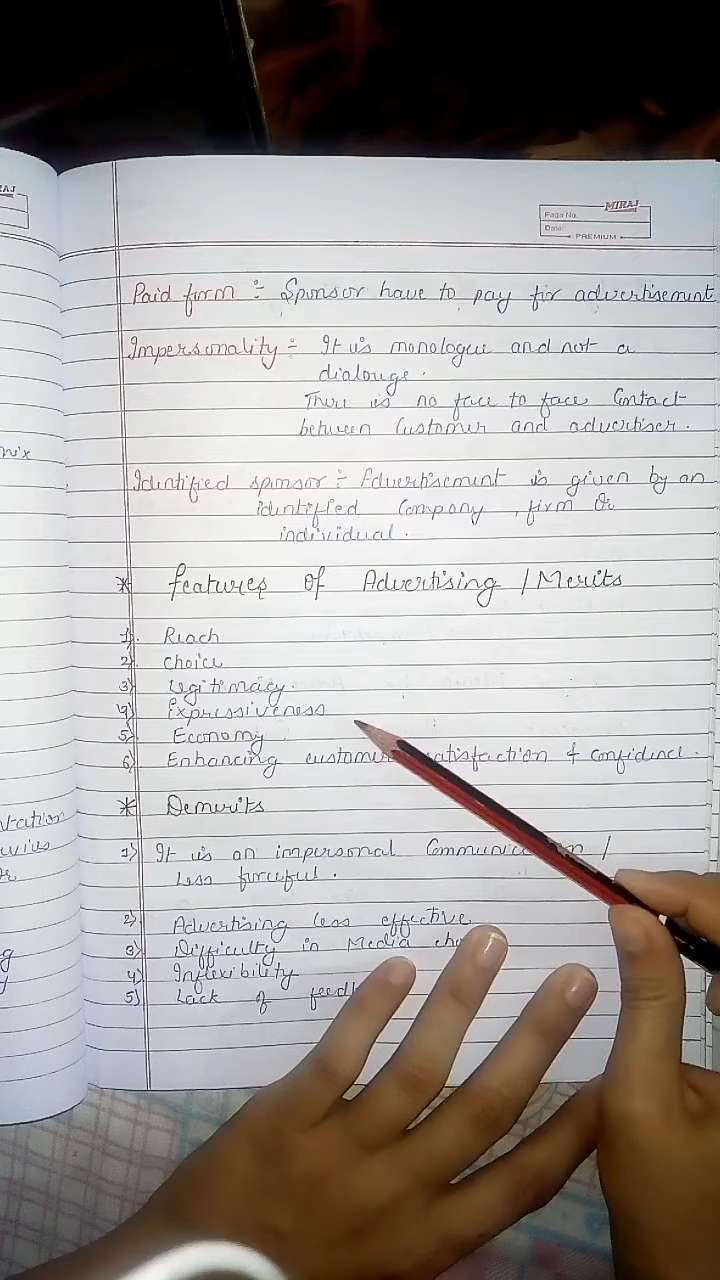 RAJ
MIRAJ
Page No.
Date:
PREMIUM
Paid form :- Sponsor have to pay for advertisement
Impersonality :- It is monologue and not a
dialouge.
There is no face to face Contact
between Customer and advertiser.
mix
Identified sponsor :- Advertisement is given by an
identified Company, firm or
individual.
* Features of Advertising / Merits
1). Reach
2). Choice
3) Legitimacy.
4) Expressiveness
5) Economy
6) Enhancing customer satisfaction & Confidence.
* Demerits
1) It is an impersonal Communication /
Less forceful.
2) Advertising less effective.
3) Difficulty in Media
4) Inflexibility
5) Lack of